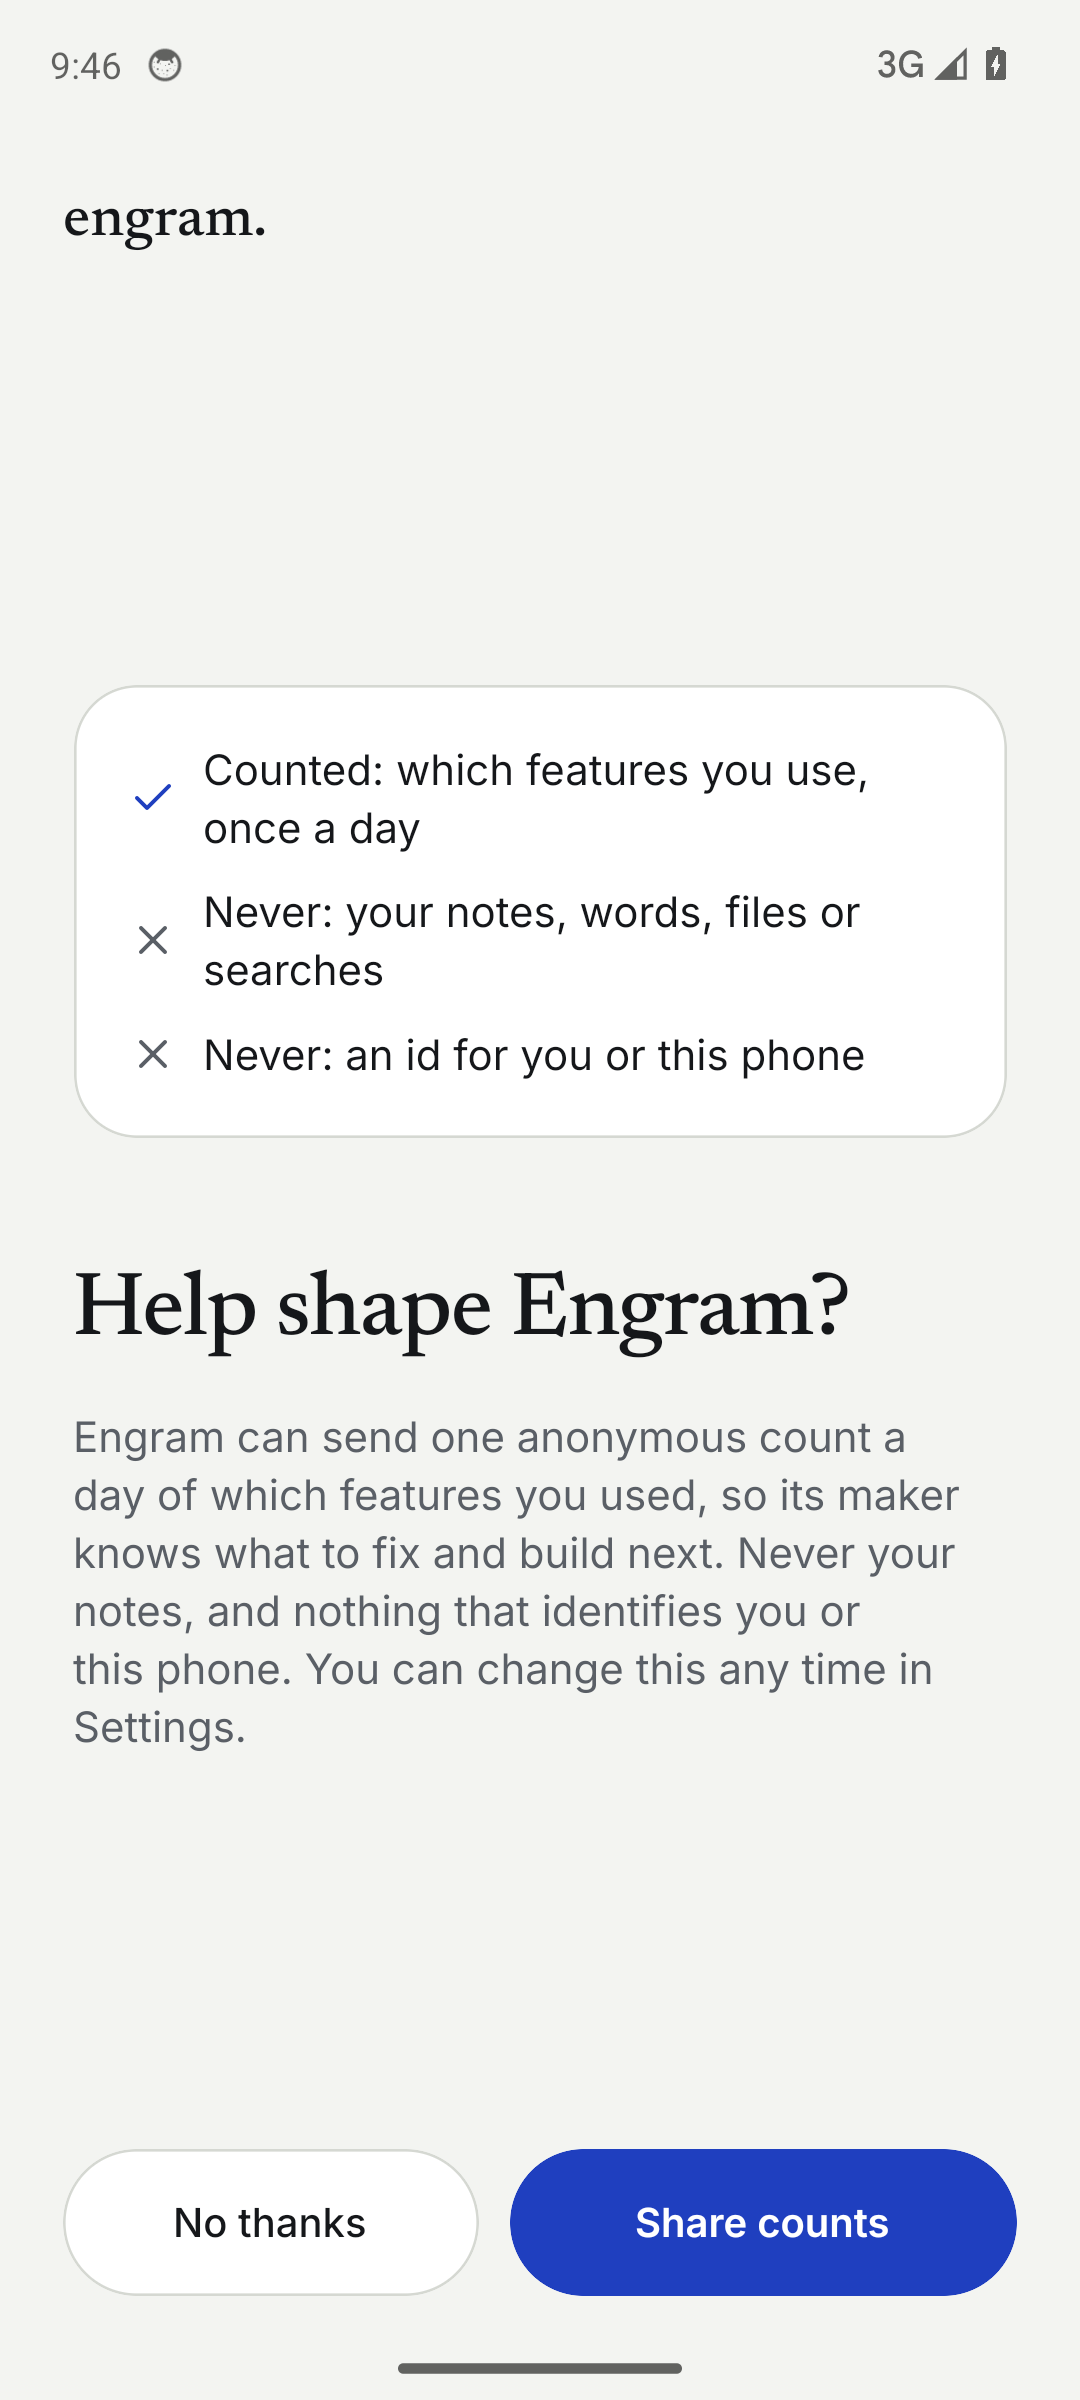 9:46
3G
engram.
Counted: which features you use,
once a day
Never: your notes, words, files or
searches
Never: an id for you or this phone
Help shape Engram?
Engram can send one anonymous count a
day of which features you used, so its maker
knows what to fix and build next. Never your
notes, and nothing that identifies you or
this phone. You can change this any time in
Settings.
No thanks
Share counts